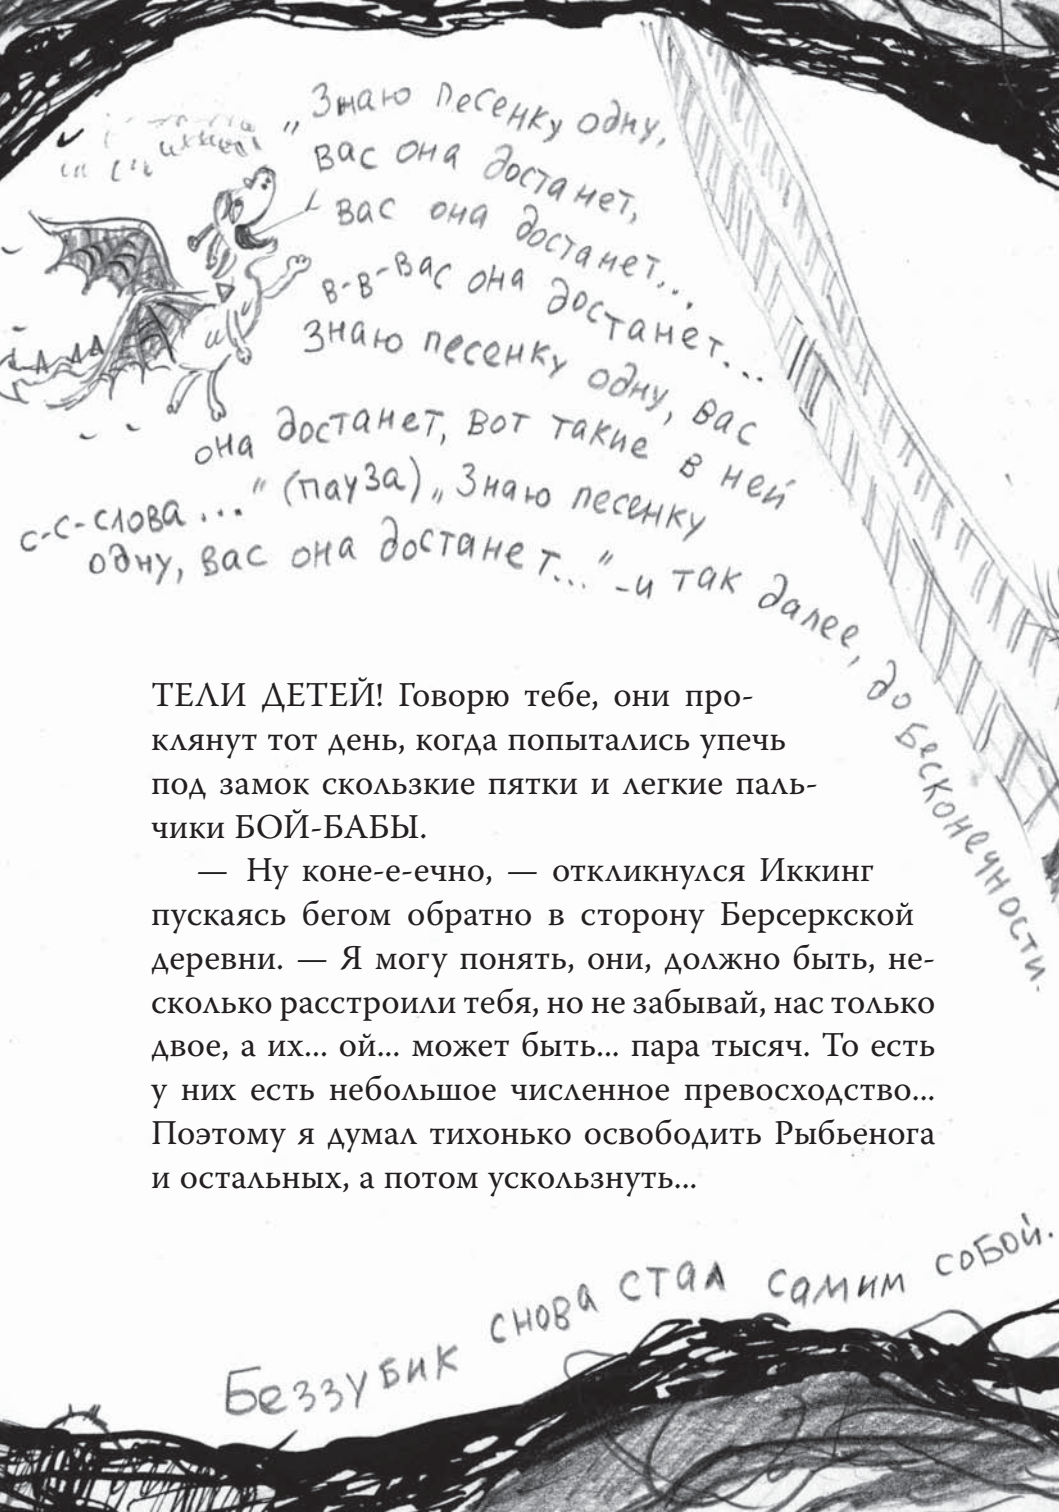 „Знаю песенку одну,
вас она достанет,
вас она достанет...
в-в-вас она достанет...
Знаю песенку одну, вас
она достанет, вот такие в ней
с-с-слова..." (пауза) „Знаю песенку
одну, вас она достанет..." – и так далее, до бесконечности.
ТЕЛИ ДЕТЕЙ! Говорю тебе, они про-
клянут тот день, когда попытались упечь
под замок скользкие пятки и легкие паль-
чики БОЙ-БАБЫ.
— Ну коне-е-ечно, — откликнулся Иккинг
пускаясь бегом обратно в сторону Берсеркской
деревни. — Я могу понять, они, должно быть, не-
сколько расстроили тебя, но не забывай, нас только
двое, а их... ой... может быть... пара тысяч. То есть
у них есть небольшое численное превосходство...
Поэтому я думал тихонько освободить Рыбьенога
и остальных, а потом ускользнуть...
Беззубик снова стал самим собой.